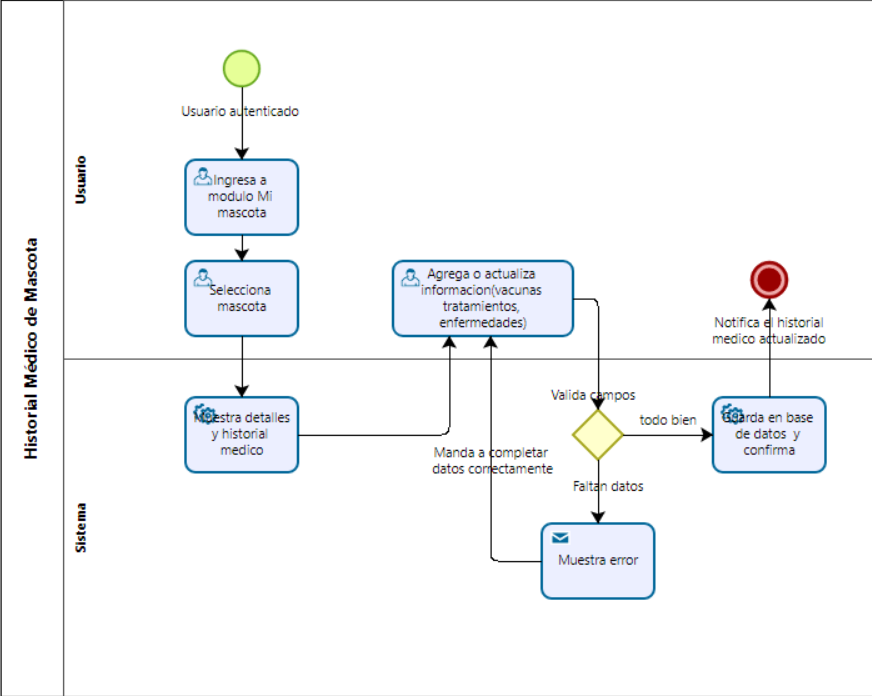 Historial Médico de Mascota
Usuario
Usuario autenticado
Ingresa a
modulo Mi
mascota
Selecciona
mascota
Agrega o actualiza
informacion(vacunas
tratamientos,
enfermedades)
Notifica el historial
medico actualizado
Sistema
Muestra detalles
y historial
medico
Valida campos
todo bien
Guarda en base
de datos y
confirma
Manda a completar
datos correctamente
Faltan datos
Muestra error